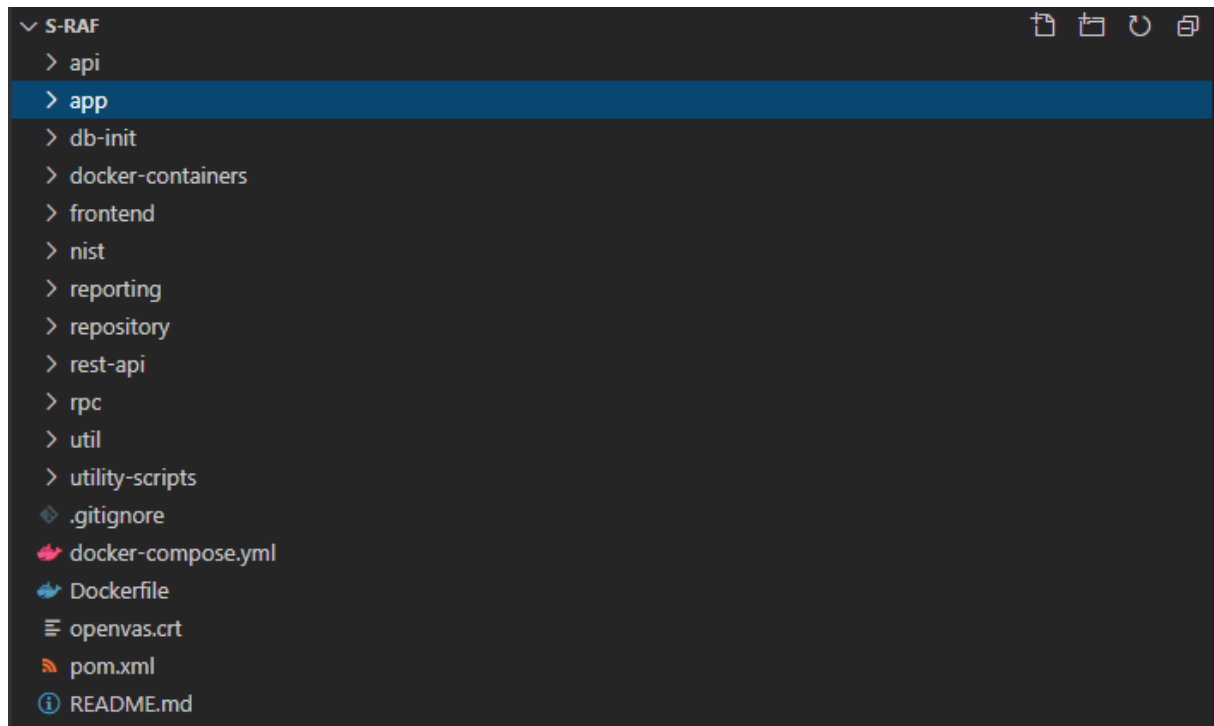 S-RAF
api
app
db-init
docker-containers
frontend
nist
reporting
repository
rest-api
rpc
util
utility-scripts
.gitignore
docker-compose.yml
Dockerfile
openvas.crt
pom.xml
README.md